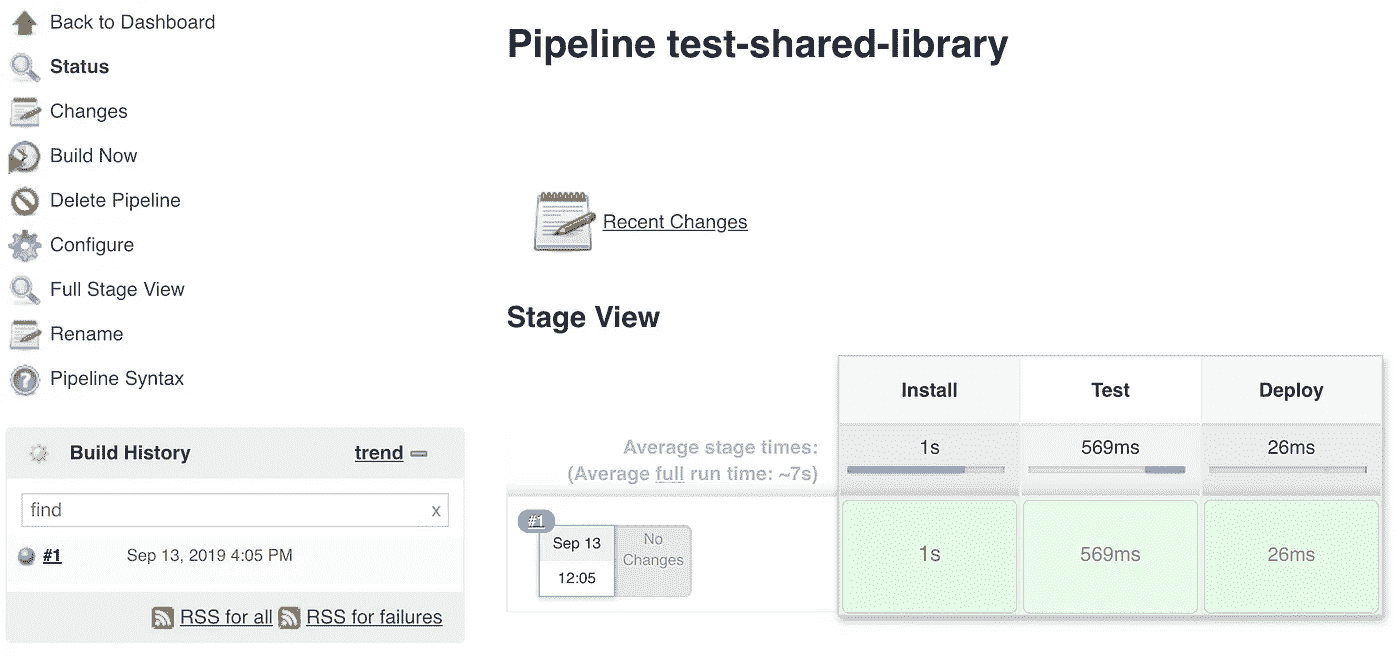 Back to Dashboard
Status
Changes
Build Now
Delete Pipeline
Configure
Full Stage View
Rename
Pipeline Syntax
Build History trend
find x
#1 Sep 13, 2019 4:05 PM
RSS for all RSS for failures
Pipeline test-shared-library
Recent Changes
Stage View
Install Test Deploy
Average stage times:
(Average full run time: ~7s)
1s 569ms 26ms
#1
Sep 13
12:05
No
Changes
1s 569ms 26ms